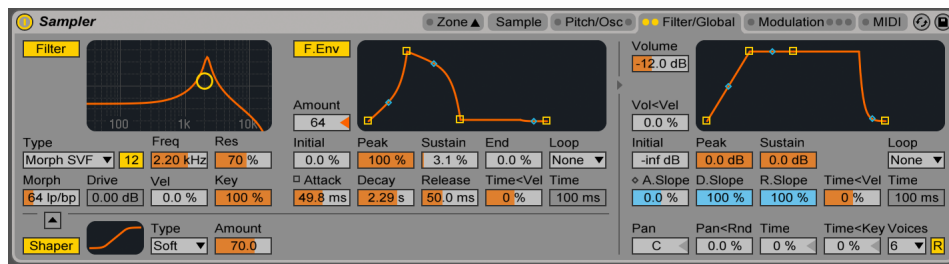 Sampler Zone Sample Pitch/Osc Filter/Global Modulation MIDI
Filter F.Env Volume
-12.0 dB
Amount Vol<Vel
100 1K 10K 64 0.0 %
Type Freq Res Initial Peak Sustain End Loop Initial Peak Sustain Loop
Morph SVF 12 2.20 kHz 70 % 0.0 % 100 % 3.1 % 0.0 % None -inf dB 0.0 dB 0.0 dB None
Morph Drive Vel Key Attack Decay Release Time<Vel Time A.Slope D.Slope R.Slope Time<Vel Time
64 lp/bp 0.00 dB 0.0 % 100 % 49.8 ms 2.29 s 50.0 ms 0 % 100 ms 0.0 % 100 % 100 % 0 % 100 ms
Type Amount Pan Pan<Rnd Time Time<Key Voices
Shaper Soft 70.0 C 0.0 % 0 % 0 % 6 R